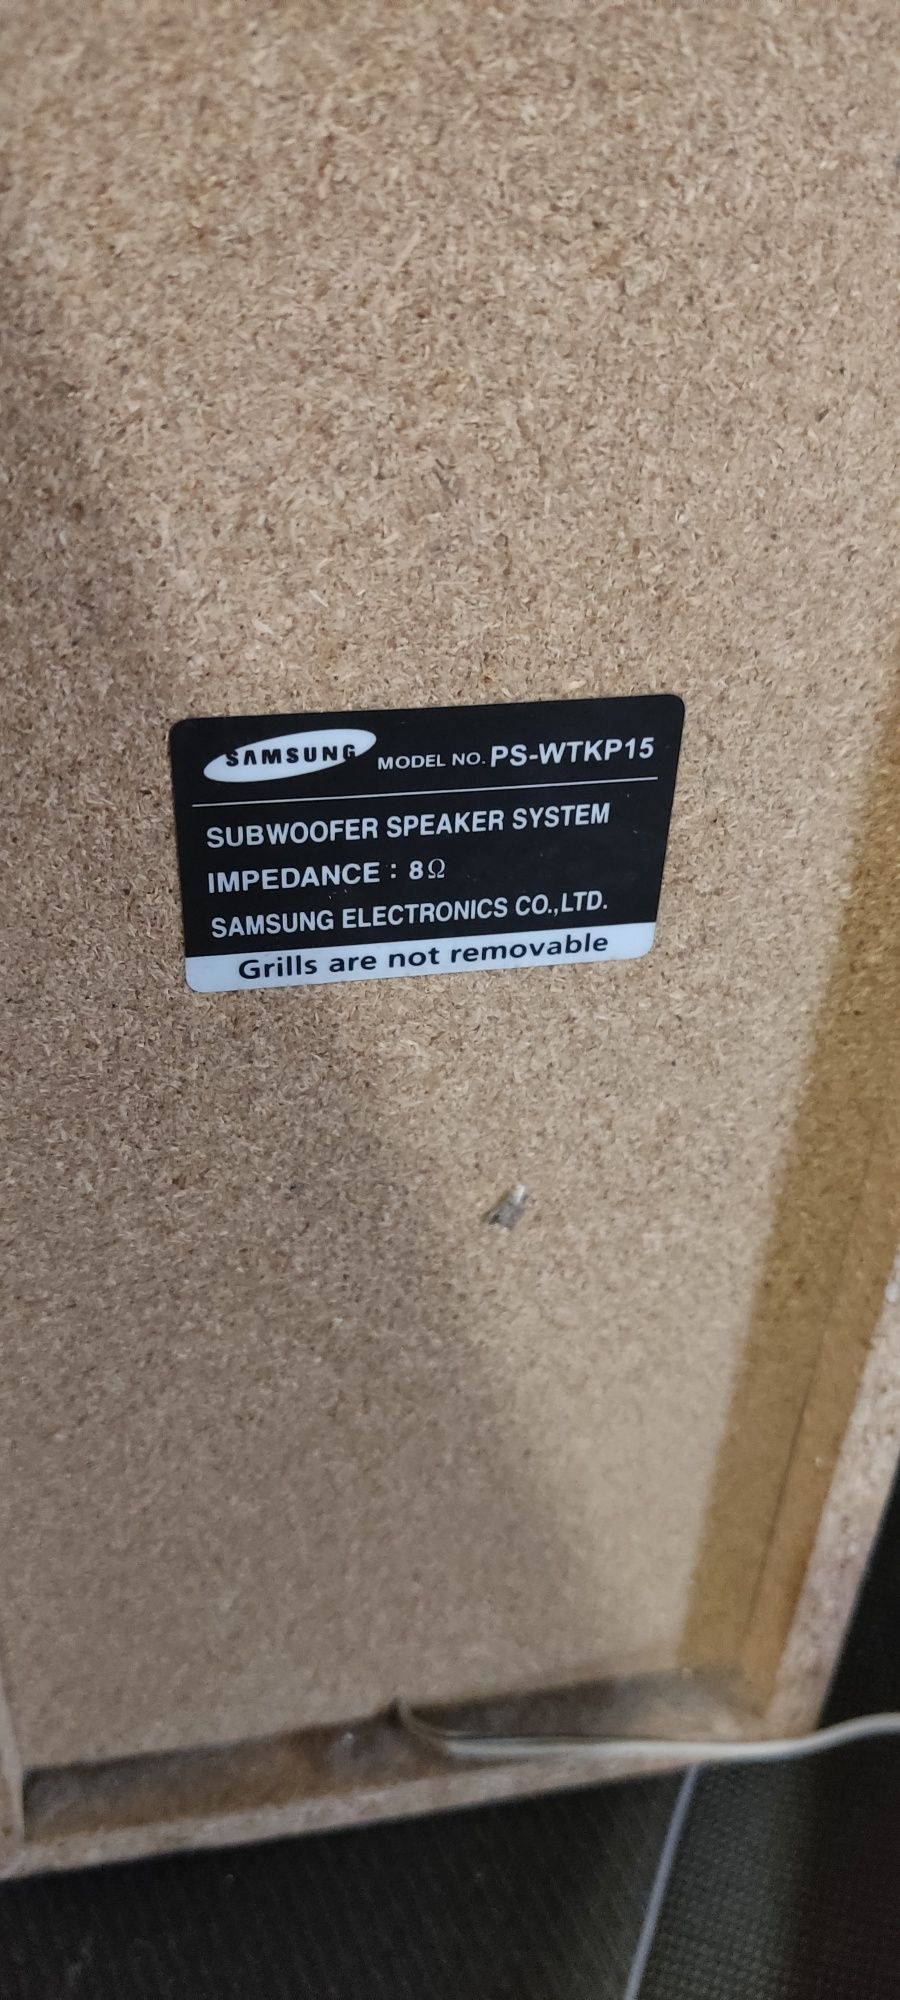 SAMSUNG MODEL NO. PS-WTKP15
SUBWOOFER SPEAKER SYSTEM
IMPEDANCE : 8Ω
SAMSUNG ELECTRONICS CO.,LTD.
Grills are not removable